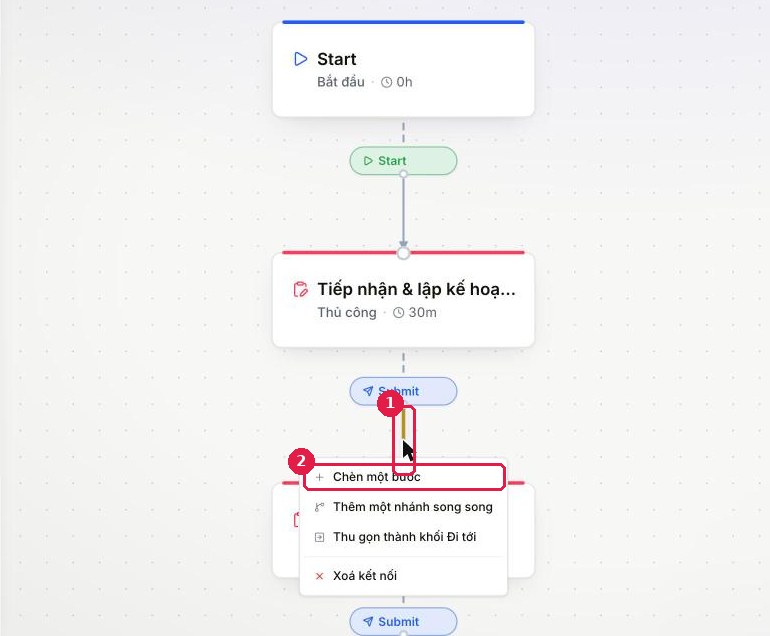 Start
Bắt đầu · 0h
Start
Tiếp nhận & lập kế hoạ...
Thủ công · 30m
Submit
1
2
Chèn một bước
Thêm một nhánh song song
Thu gọn thành khối Đi tới
Xoá kết nối
Submit